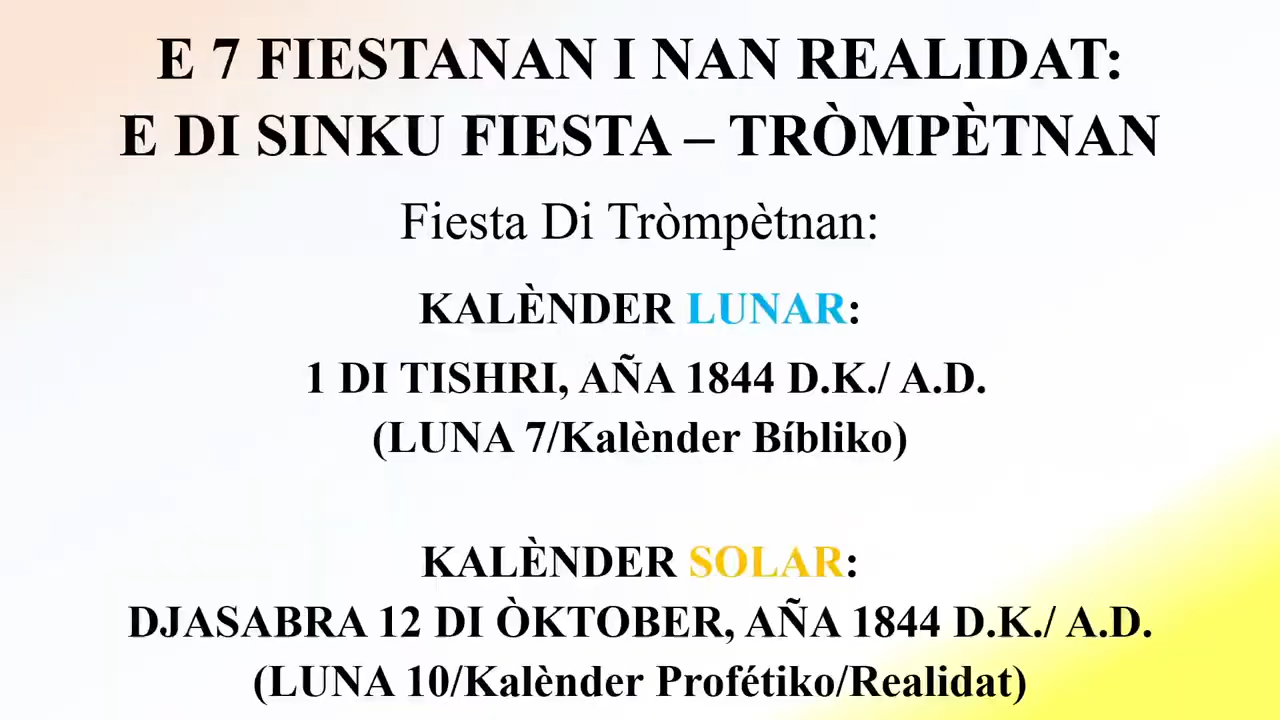 E 7 FIESTANAN I NAN REALIDAT:
E DI SINKU FIESTA – TRÒMPÈTNAN
Fiesta Di Tròmpètnan:
KALÈNDER LUNAR:
1 DI TISHRI, AÑA 1844 D.K./ A.D.
(LUNA 7/Kalènder Bíbliko)
KALÈNDER SOLAR:
DJASABRA 12 DI ÒKTOBER, AÑA 1844 D.K./ A.D.
(LUNA 10/Kalènder Profétiko/Realidat)